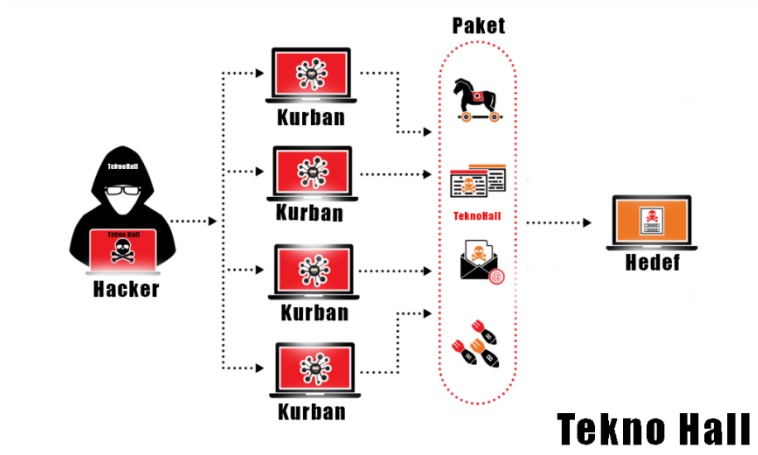 Paket
Kurban
TeknoHall
Kurban
TeknoHall
Tekno Hall
Hacker
Hedef
Kurban
Kurban
Tekno Hall